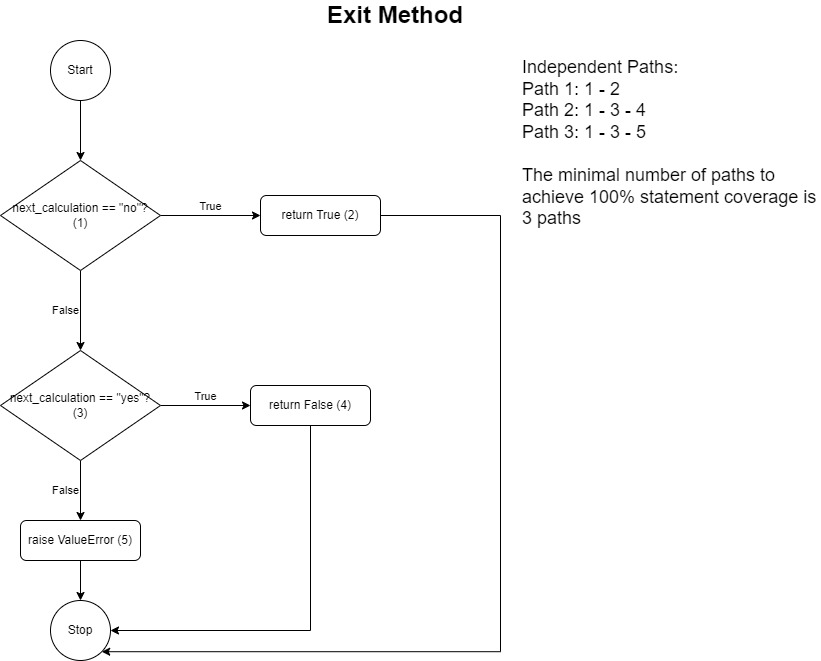 Exit Method
Start
next_calculation == "no"?
(1)
True
return True (2)
False
next_calculation == "yes"?
(3)
True
return False (4)
False
raise ValueError (5)
Stop
Independent Paths:
Path 1: 1 - 2
Path 2: 1 - 3 - 4
Path 3: 1 - 3 - 5
The minimal number of paths to
achieve 100% statement coverage is
3 paths